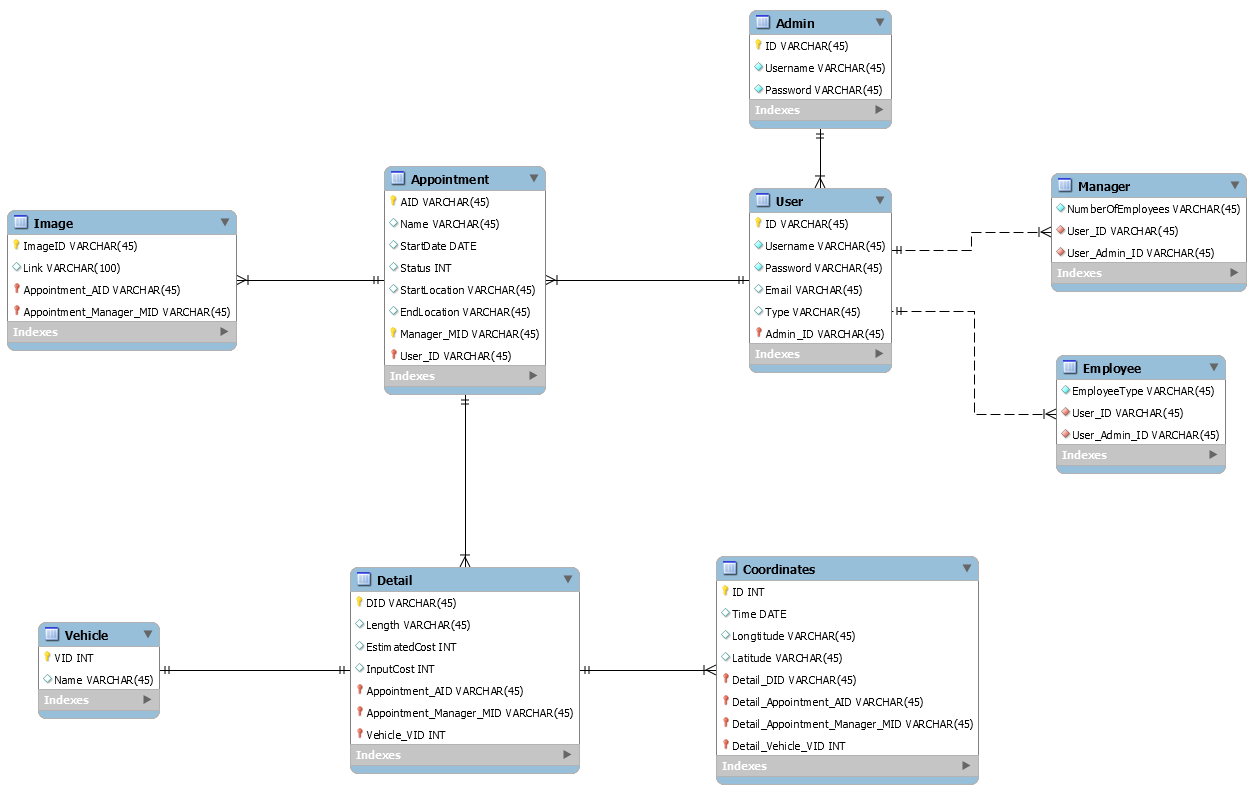 Admin
ID VARCHAR(45)
Username VARCHAR(45)
Password VARCHAR(45)
Indexes
Appointment
AID VARCHAR(45)
Name VARCHAR(45)
StartDate DATE
Status INT
StartLocation VARCHAR(45)
EndLocation VARCHAR(45)
Manager_MID VARCHAR(45)
User_ID VARCHAR(45)
Indexes
User
ID VARCHAR(45)
Username VARCHAR(45)
Password VARCHAR(45)
Email VARCHAR(45)
Type VARCHAR(45)
Admin_ID VARCHAR(45)
Indexes
Manager
NumberOfEmployees VARCHAR(45)
User_ID VARCHAR(45)
User_Admin_ID VARCHAR(45)
Indexes
Image
ImageID VARCHAR(45)
Link VARCHAR(100)
Appointment_AID VARCHAR(45)
Appointment_Manager_MID VARCHAR(45)
Indexes
Employee
EmployeeType VARCHAR(45)
User_ID VARCHAR(45)
User_Admin_ID VARCHAR(45)
Indexes
Vehicle
VID INT
Name VARCHAR(45)
Indexes
Detail
DID VARCHAR(45)
Length VARCHAR(45)
EstimatedCost INT
InputCost INT
Appointment_AID VARCHAR(45)
Appointment_Manager_MID VARCHAR(45)
Vehicle_VID INT
Indexes
Coordinates
ID INT
Time DATE
Longtitude VARCHAR(45)
Latitude VARCHAR(45)
Detail_DID VARCHAR(45)
Detail_Appointment_AID VARCHAR(45)
Detail_Appointment_Manager_MID VARCHAR(45)
Detail_Vehicle_VID INT
Indexes